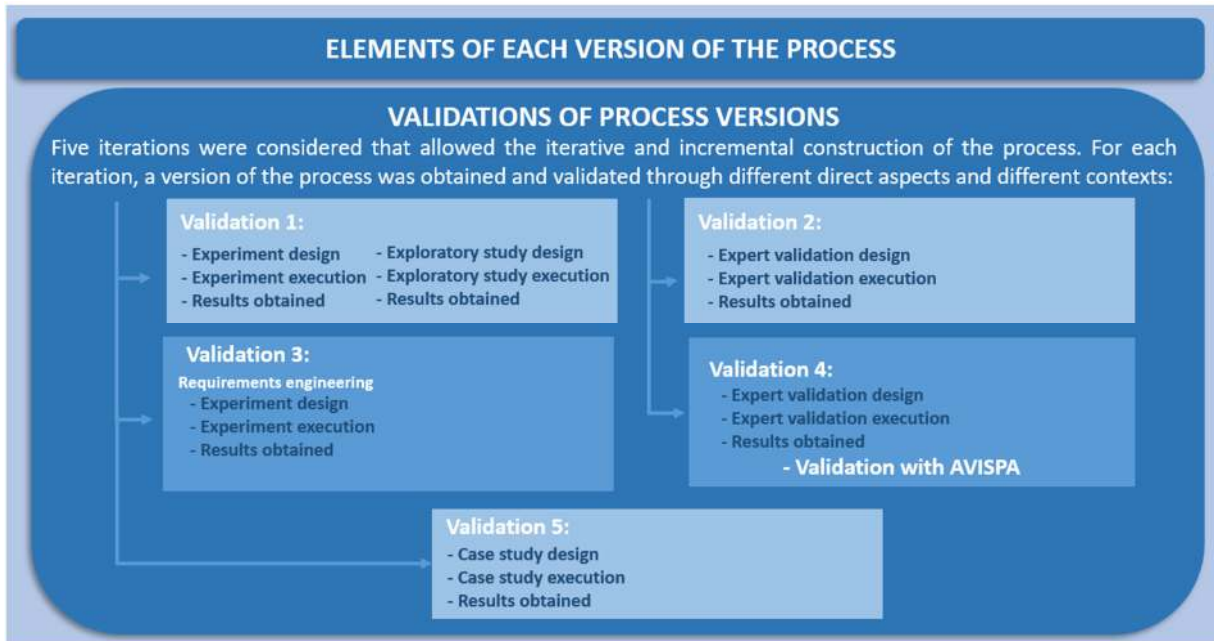 ELEMENTS OF EACH VERSION OF THE PROCESS
VALIDATIONS OF PROCESS VERSIONS
Five iterations were considered that allowed the iterative and incremental construction of the process. For each
iteration, a version of the process was obtained and validated through different direct aspects and different contexts:
Validation 1:
- Experiment design
- Experiment execution
- Results obtained
- Exploratory study design
- Exploratory study execution
- Results obtained
Validation 2:
- Expert validation design
- Expert validation execution
- Results obtained
Validation 3:
Requirements engineering
- Experiment design
- Experiment execution
- Results obtained
Validation 4:
- Expert validation design
- Expert validation execution
- Results obtained
- Validation with AVISPA
Validation 5:
- Case study design
- Case study execution
- Results obtained